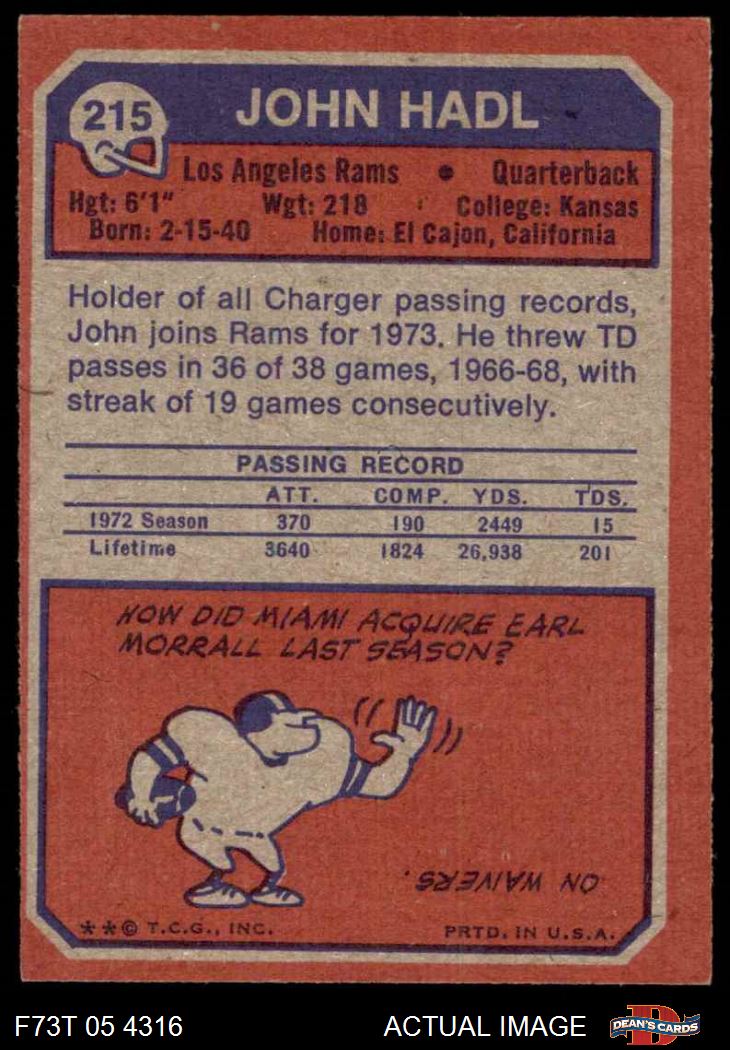 215
JOHN HADL
Los Angeles Rams • Quarterback
Hgt: 6'1" Wgt: 218 College: Kansas
Born: 2-15-40 Home: El Cajon, California
Holder of all Charger passing records,
John joins Rams for 1973. He threw TD
passes in 36 of 38 games, 1966-68, with
streak of 19 games consecutively.
PASSING RECORD
ATT. COMP. YDS. TDS.
1972 Season 370 190 2449 15
Lifetime 3640 1824 26,938 201
HOW DID MIAMI ACQUIRE EARL
MORRALL LAST SEASON?
ON WAIVERS.
**© T.C.G., INC. PRTD. IN U.S.A.
F73T 05 4316 ACTUAL IMAGE
D
DEAN'S CARDS